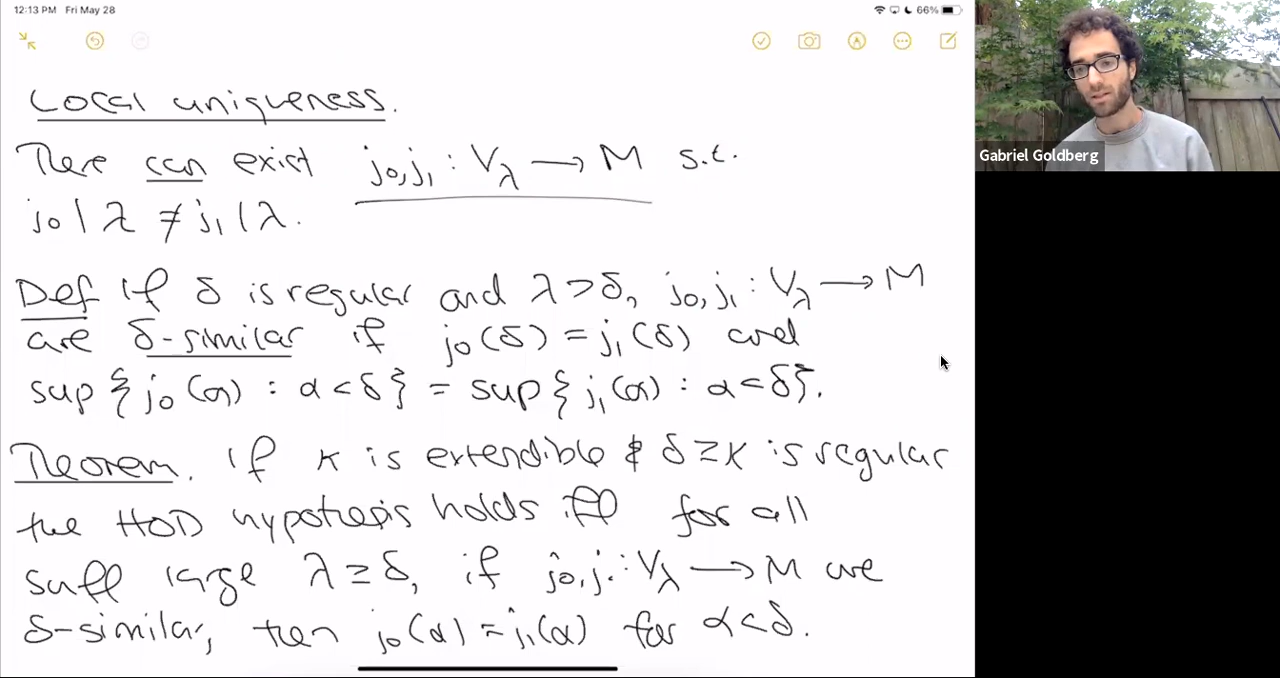 12:13 PM Fri May 28
66%
Local uniqueness.
There can exist j₀,j₁ : V_λ → M s.t.
j₀↾λ ≠ j₁↾λ.
Def If δ is regular and λ>δ, j₀,j₁ : V_λ → M
are δ-similar if j₀(δ) = j₁(δ) and
sup{j₀(α) : α<δ} = sup{j₁(α) : α<δ}.
Theorem. If κ is extendible & δ≥κ is regular
the HOD hypothesis holds iff for all
suff large λ≥δ, if j₀,j₁ : V_λ → M are
δ-similar, then j₀(α) = j₁(α) for α<δ.
Gabriel Goldberg